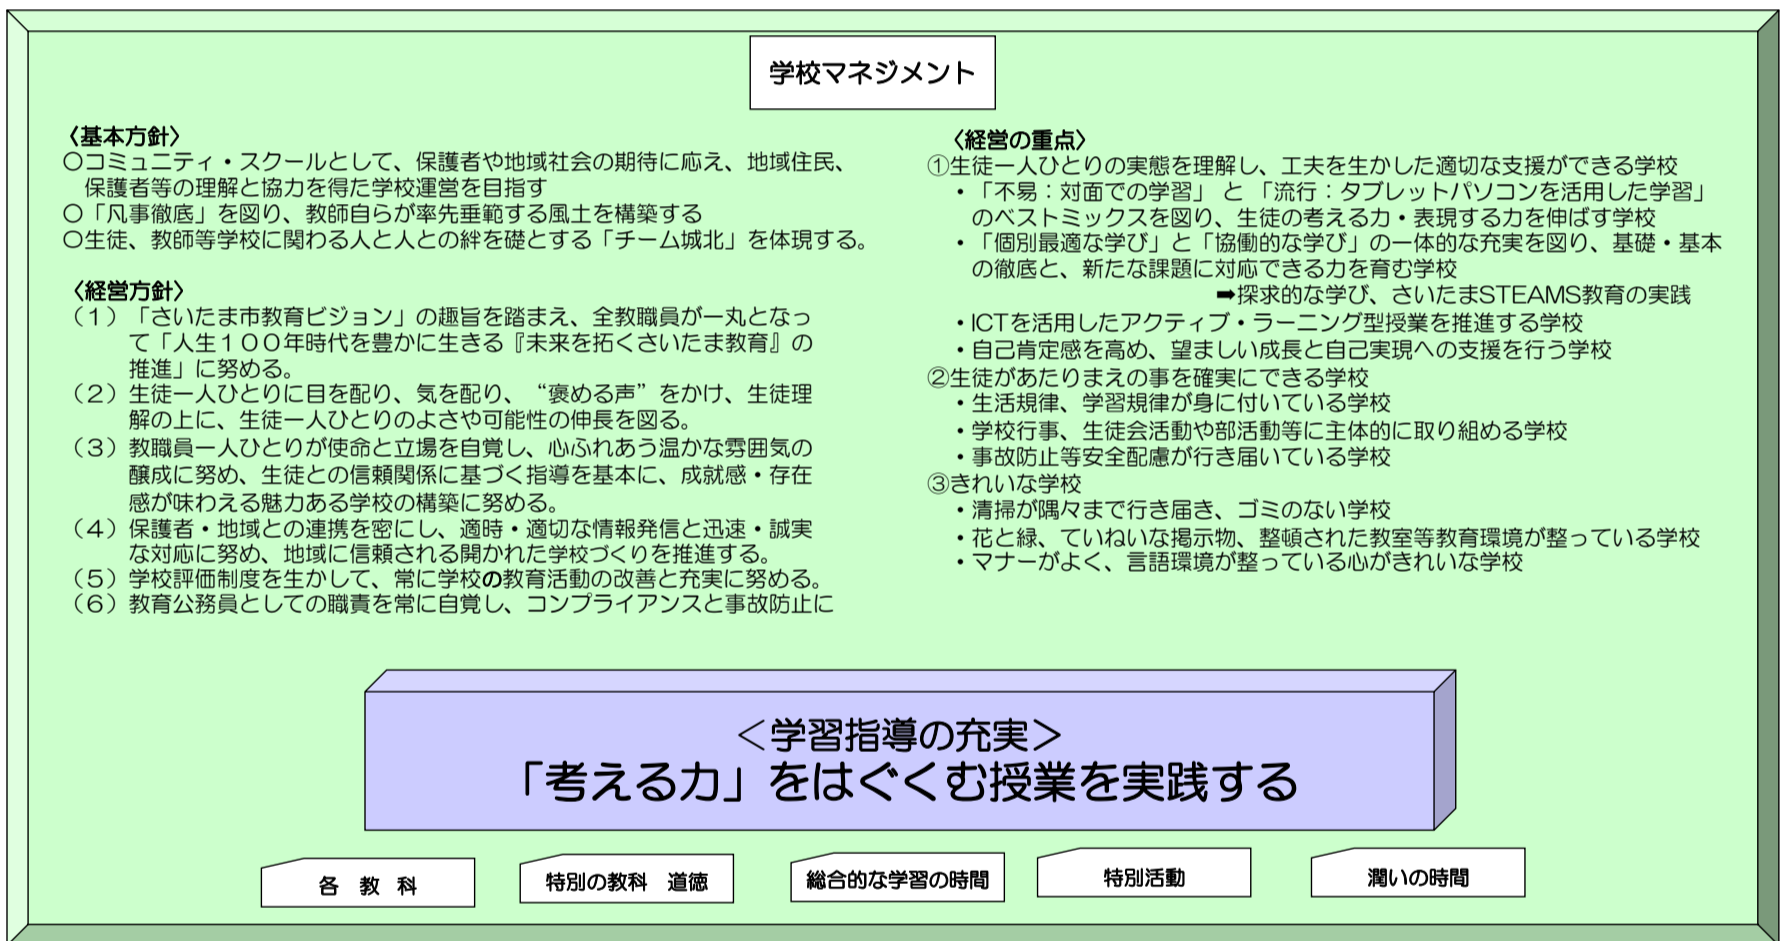 学校マネジメント
〈基本方針〉
〇コミュニティ・スクールとして、保護者や地域社会の期待に応え、地域住民、
保護者等の理解と協力を得た学校運営を目指す
〇「凡事徹底」を図り、教師自らが率先垂範する風土を構築する
〇生徒、教師等学校に関わる人と人との絆を礎とする「チーム城北」を体現する。
〈経営方針〉
（１）「さいたま市教育ビジョン」の趣旨を踏まえ、全教職員が一丸となっ
て「人生１００年時代を豊かに生きる『未来を拓くさいたま教育』の
推進」に努める。
（２）生徒一人ひとりに目を配り、気を配り、“褒める声”をかけ、生徒理
解の上に、生徒一人ひとりのよさや可能性の伸長を図る。
（３）教職員一人ひとりが使命と立場を自覚し、心ふれあう温かな雰囲気の
醸成に努め、生徒との信頼関係に基づく指導を基本に、成就感・存在
感が味わえる魅力ある学校の構築に努める。
（４）保護者・地域との連携を密にし、適時・適切な情報発信と迅速・誠実
な対応に努め、地域に信頼される開かれた学校づくりを推進する。
（５）学校評価制度を生かして、常に学校の教育活動の改善と充実に努める。
（６）教育公務員としての職責を常に自覚し、コンプライアンスと事故防止に
〈経営の重点〉
①生徒一人ひとりの実態を理解し、工夫を生かした適切な支援ができる学校
・「不易：対面での学習」 と 「流行：タブレットパソコンを活用した学習」
のベストミックスを図り、生徒の考える力・表現する力を伸ばす学校
・「個別最適な学び」と「協働的な学び」の一体的な充実を図り、基礎・基本
の徹底と、新たな課題に対応できる力を育む学校
➡探求的な学び、さいたまSTEAMS教育の実践
・ICTを活用したアクティブ・ラーニング型授業を推進する学校
・自己肯定感を高め、望ましい成長と自己実現への支援を行う学校
②生徒があたりまえの事を確実にできる学校
・生活規律、学習規律が身に付いている学校
・学校行事、生徒会活動や部活動等に主体的に取り組める学校
・事故防止等安全配慮が行き届いている学校
③きれいな学校
・清掃が隅々まで行き届き、ゴミのない学校
・花と緑、ていねいな掲示物、整頓された教室等教育環境が整っている学校
・マナーがよく、言語環境が整っている心がきれいな学校
＜学習指導の充実＞
「考える力」をはぐくむ授業を実践する
各　教　科
特別の教科　道徳
総合的な学習の時間
特別活動
潤いの時間